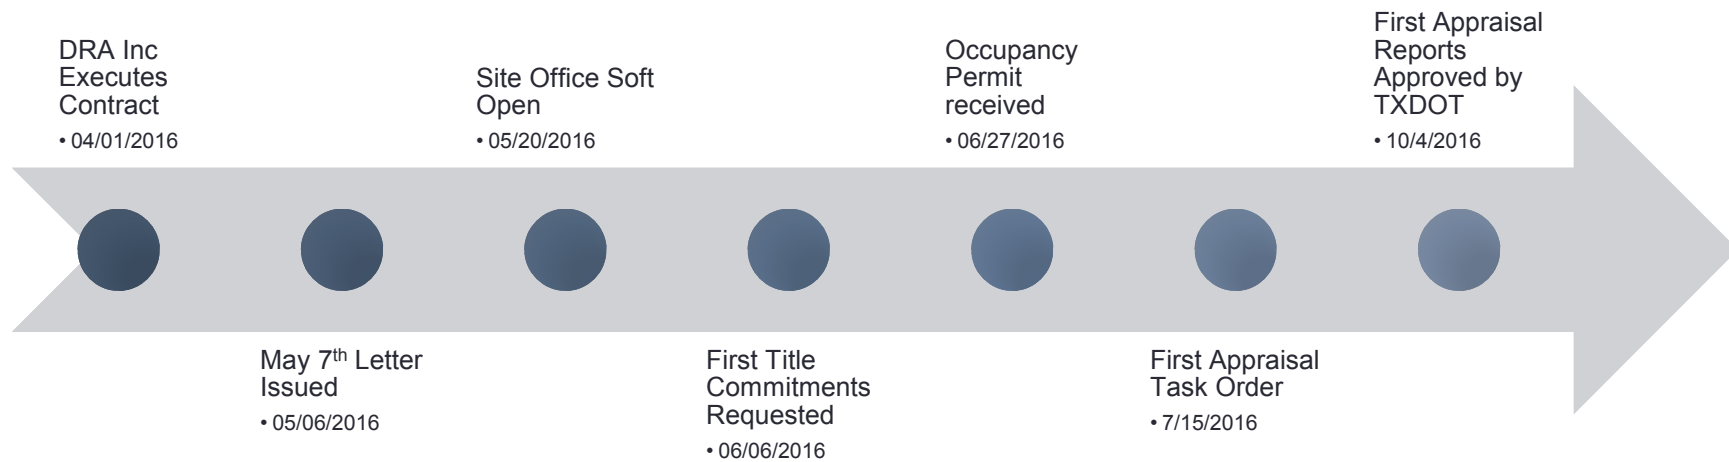 DRA Inc
Executes
Contract
• 04/01/2016
May 7th Letter
Issued
• 05/06/2016
Site Office Soft
Open
• 05/20/2016
First Title
Commitments
Requested
• 06/06/2016
Occupancy
Permit
received
• 06/27/2016
First Appraisal
Task Order
• 7/15/2016
First Appraisal
Reports
Approved by
TXDOT
• 10/4/2016